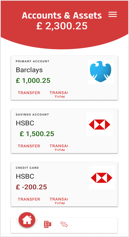 Accounts & Assets
£ 2,300.25
PRIMARY ACCOUNT
Barclays
£ 1,000.25
TRANSFER
SAVINGS ACCOUNT
HSBC
£ 1,500.25
TRANSFER
CREDIT CARD
HSBC
£ -200.25
TRANSFER